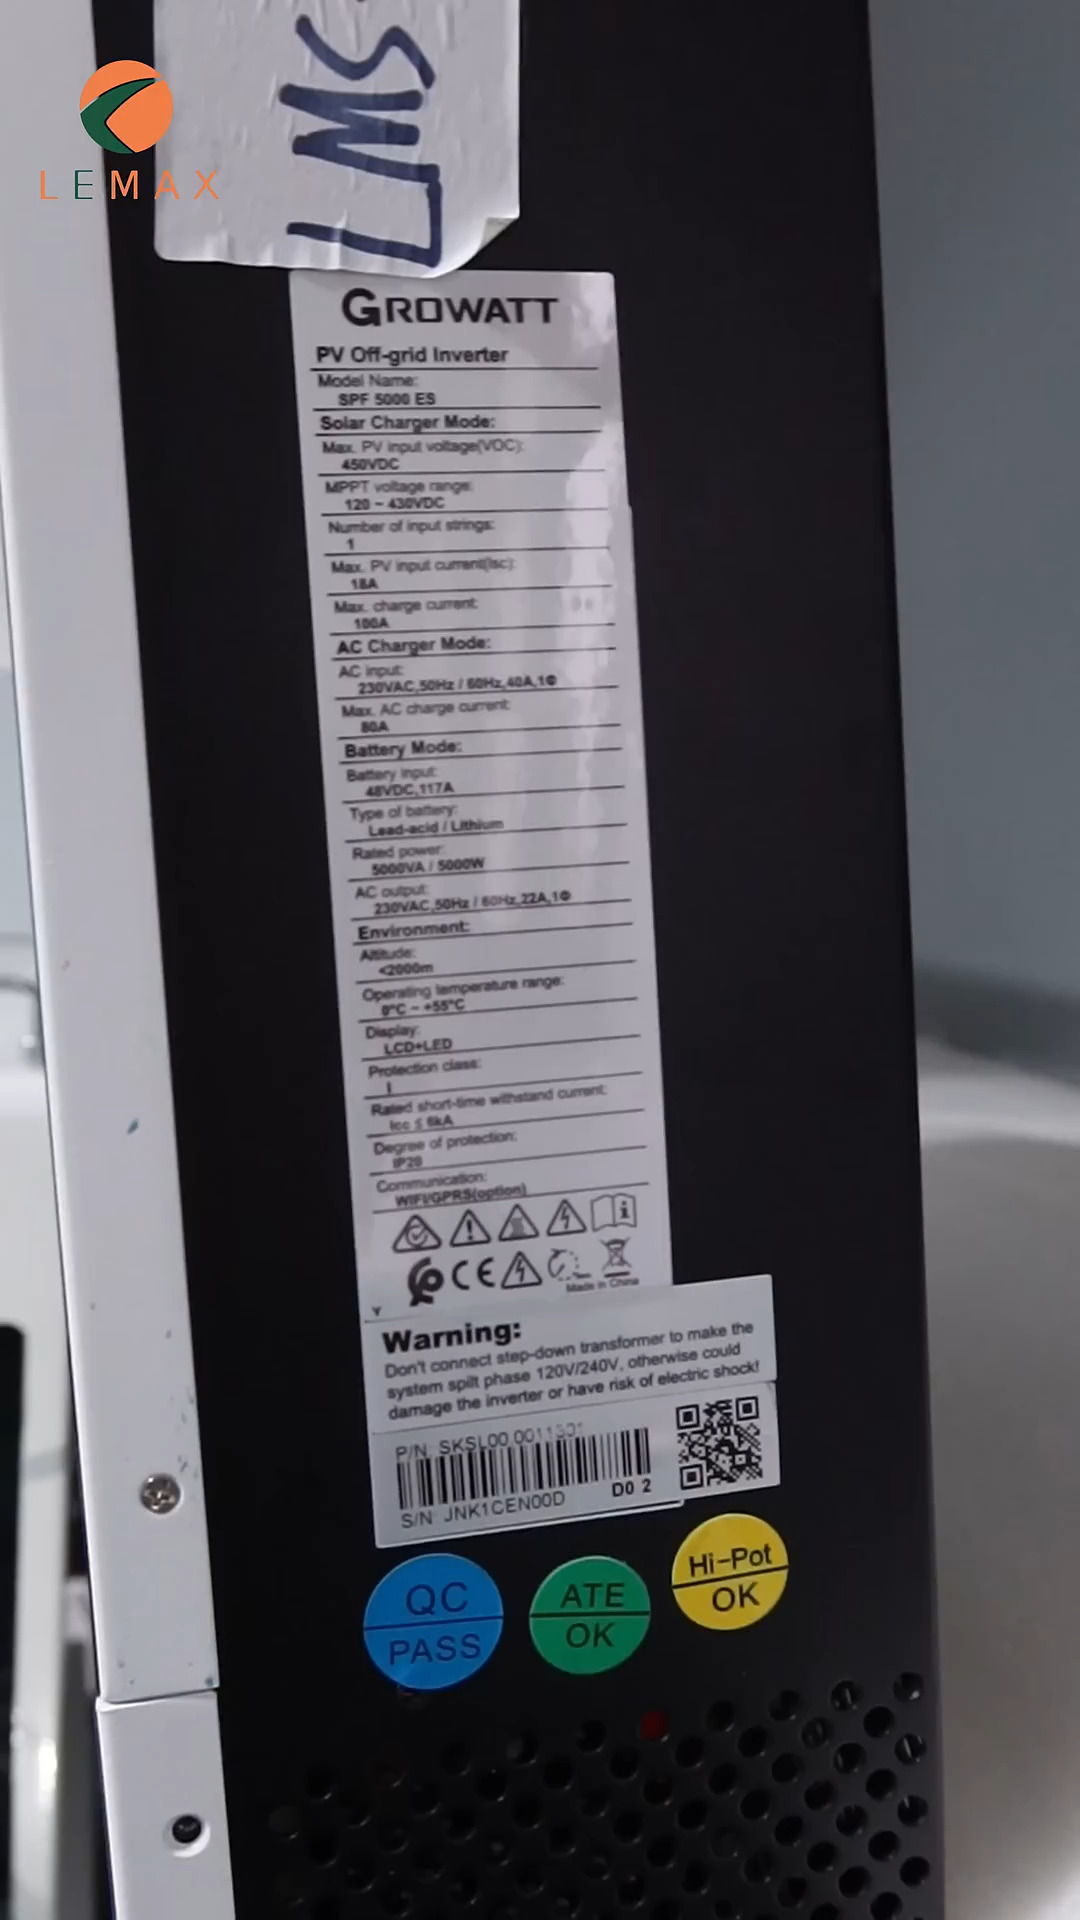 LEMAX
LMS
GROWATT
PV Off-grid Inverter
Model Name:
SPF 5000 ES
Solar Charger Mode:
Max. PV input voltage(VOC):
450VDC
MPPT voltage range:
120 ~ 430VDC
Number of input strings:
1
Max. PV input current(Isc):
18A
Max. charge current:
100A
AC Charger Mode:
AC input:
230VAC,50Hz / 60Hz,40A,1Φ
Max. AC charge current:
80A
Battery Mode:
Battery input:
48VDC,117A
Type of battery:
Lead-acid / Lithium
Rated power:
5000VA / 5000W
AC output:
230VAC,50Hz / 60Hz,22A,1Φ
Environment:
Altitude:
<2000m
Operating temperature range:
0°C ~ +55°C
Display:
LCD+LED
Protection class:
I
Rated short-time withstand current:
Icc ≤ 6kA
Degree of protection:
IP20
Communication:
WIFI/GPRS(option)
CE
Made in China
Warning:
Don't connect step-down transformer to make the
system spilt phase 120V/240V, otherwise could
damage the inverter or have risk of electric shock!
P/N: SKSL00.0011301
D0 2
S/N JNK1CEN00D
QC
PASS
ATE
OK
Hi-Pot
OK